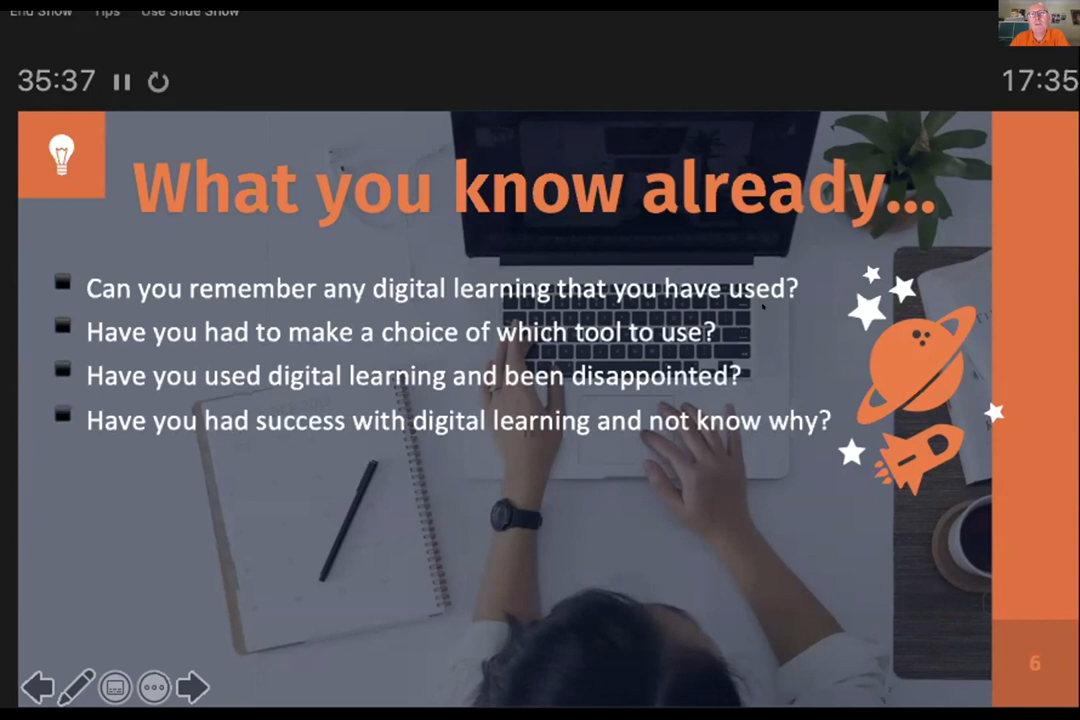 End Show Tips Use Slide Show
35:37
17:35
What you know already...
Can you remember any digital learning that you have used?
Have you had to make a choice of which tool to use?
Have you used digital learning and been disappointed?
Have you had success with digital learning and not know why?
6